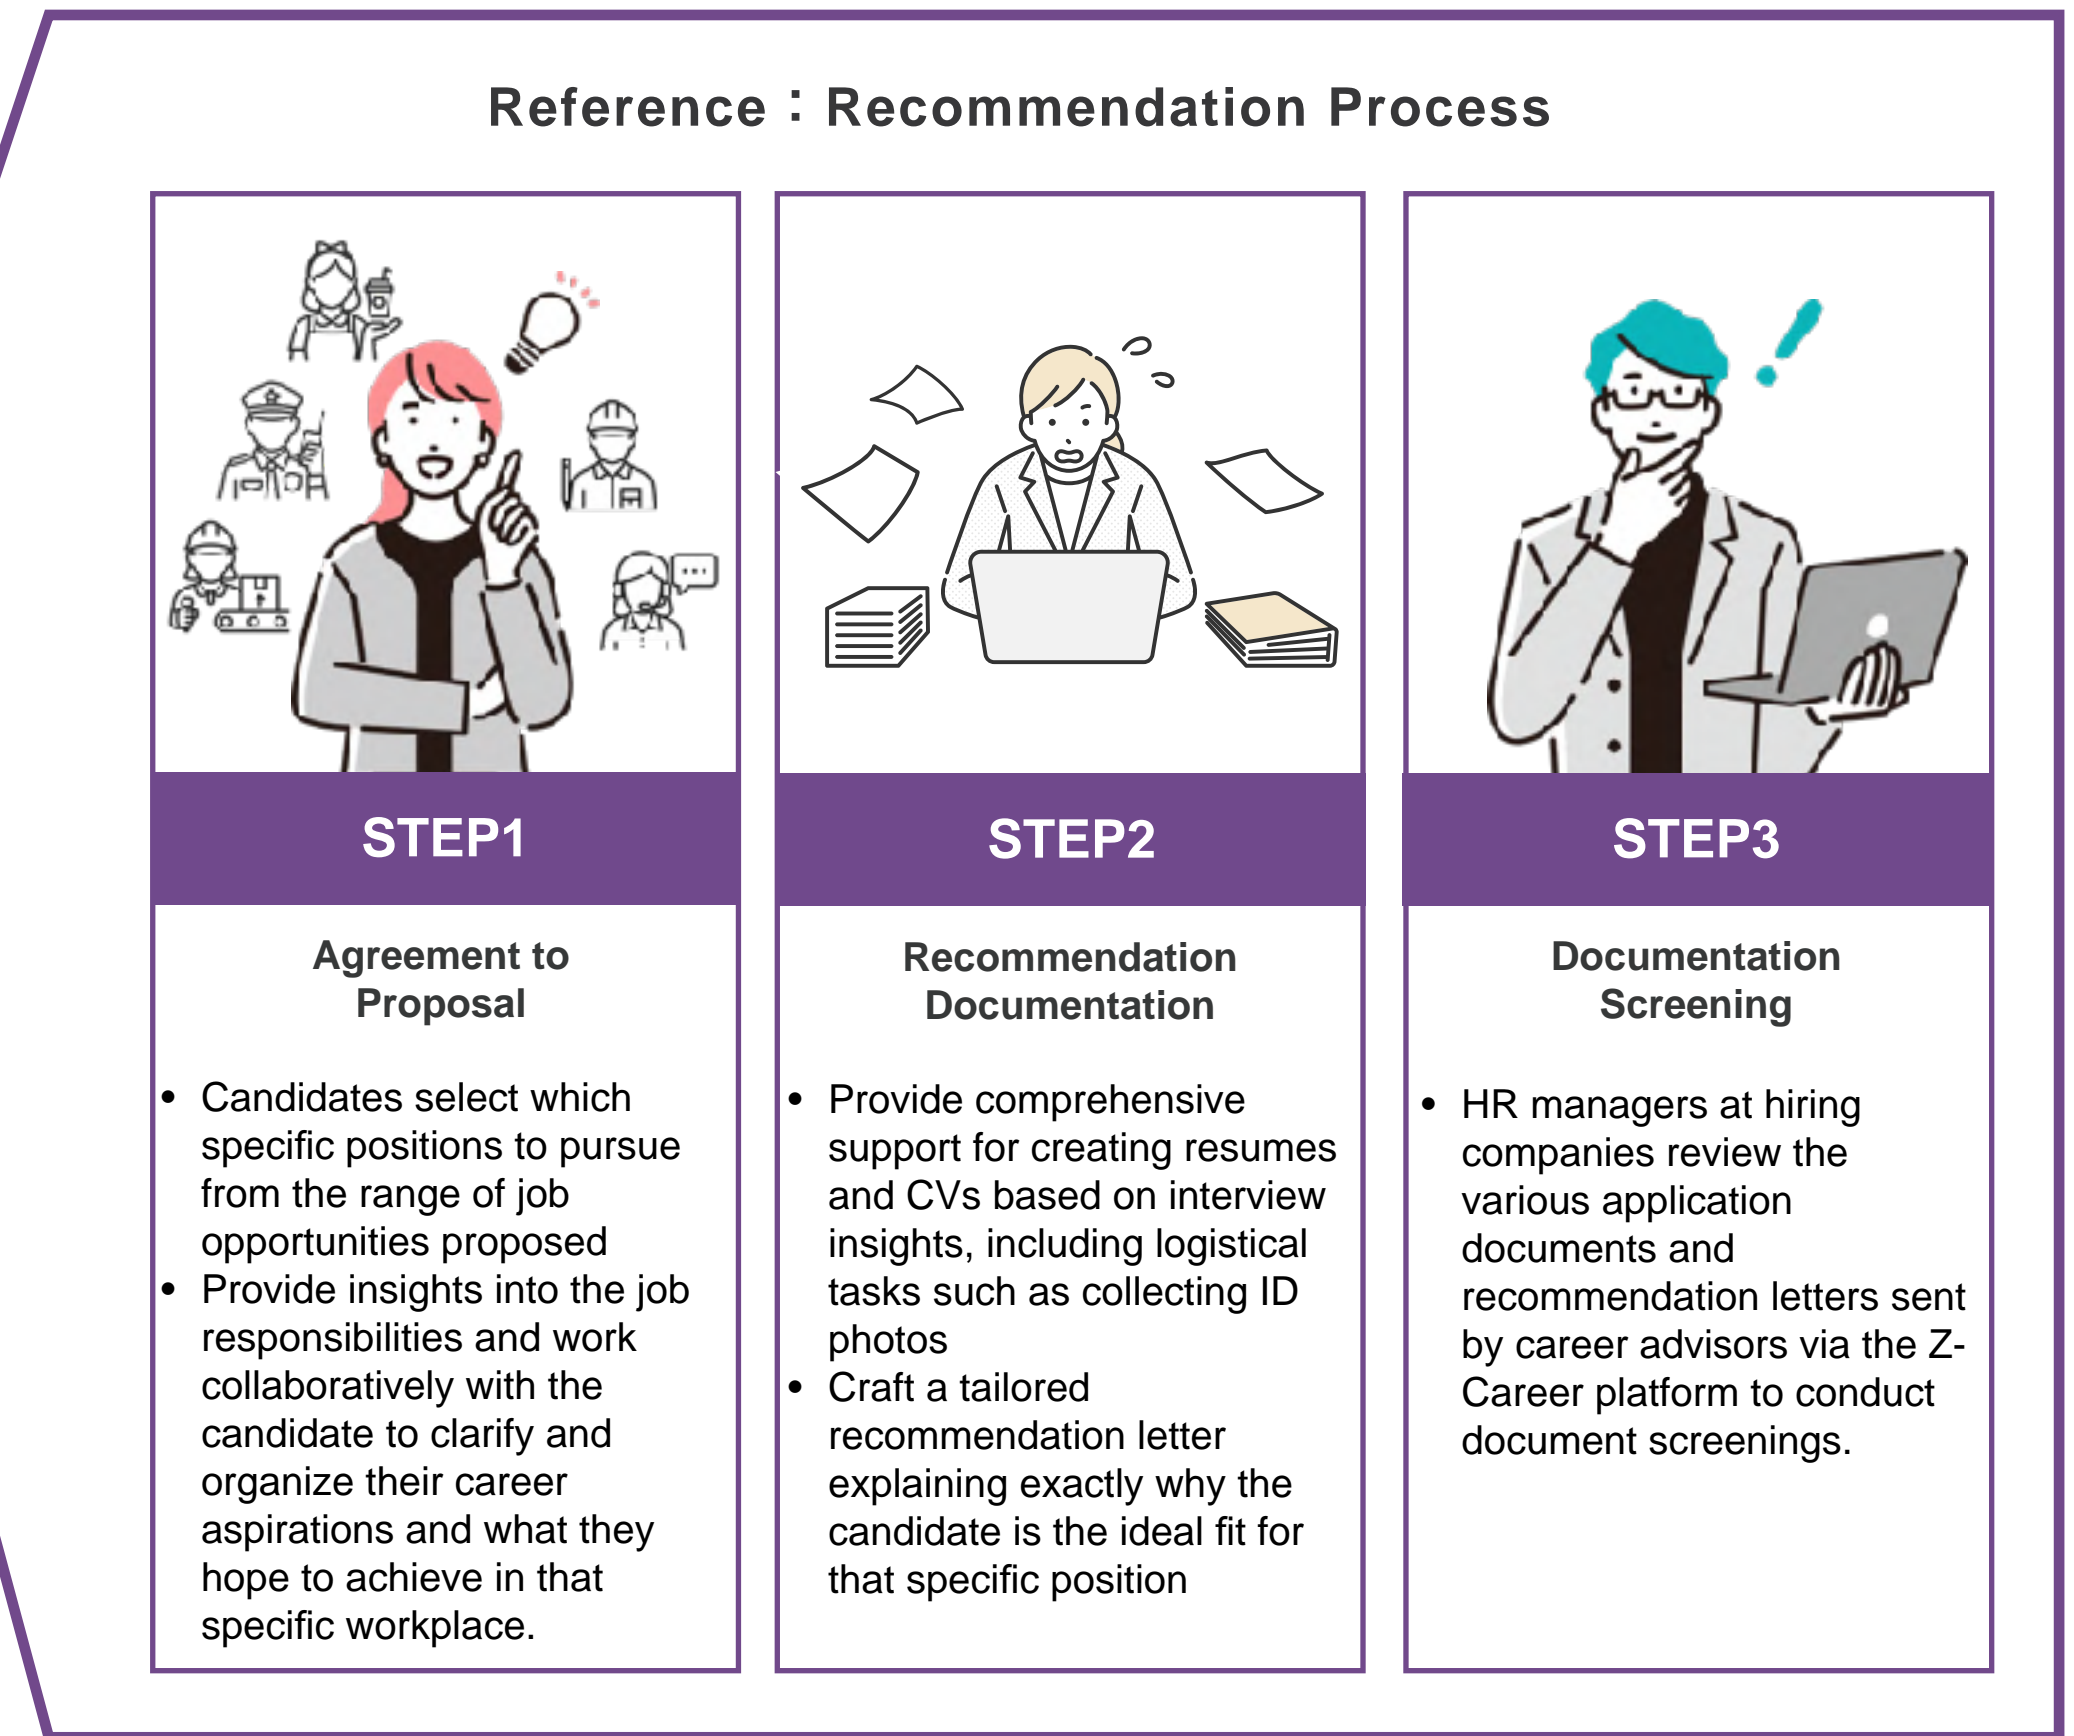 Reference：Recommendation Process
STEP1
Agreement to
Proposal
• Candidates select which
specific positions to pursue
from the range of job
opportunities proposed
• Provide insights into the job
responsibilities and work
collaboratively with the
candidate to clarify and
organize their career
aspirations and what they
hope to achieve in that
specific workplace.
STEP2
Recommendation
Documentation
• Provide comprehensive
support for creating resumes
and CVs based on interview
insights, including logistical
tasks such as collecting ID
photos
• Craft a tailored
recommendation letter
explaining exactly why the
candidate is the ideal fit for
that specific position
STEP3
Documentation
Screening
• HR managers at hiring
companies review the
various application
documents and
recommendation letters sent
by career advisors via the Z-
Career platform to conduct
document screenings.